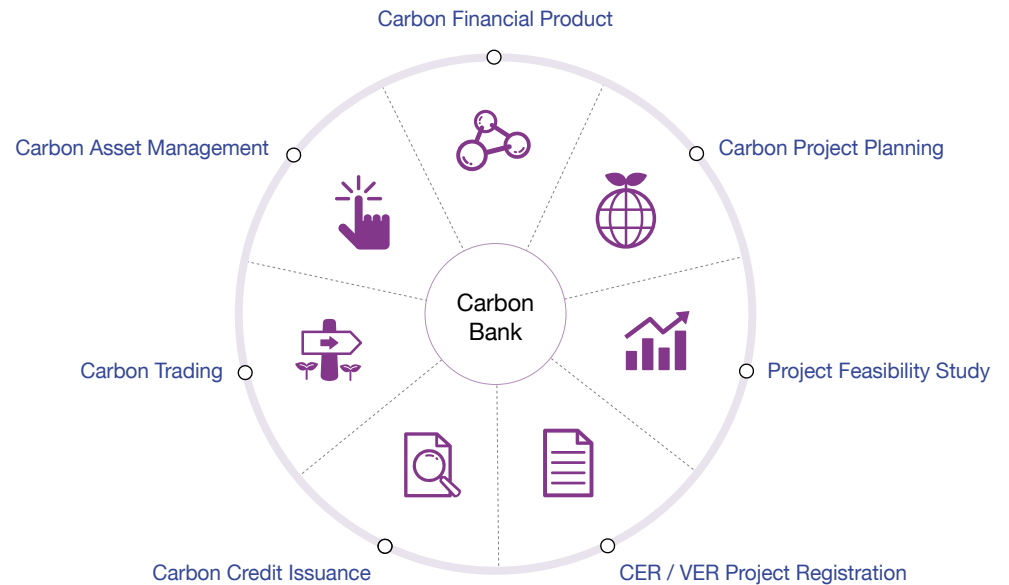 Carbon Financial Product
Carbon Asset Management
Carbon Project Planning
Carbon
Bank
Carbon Trading
Project Feasibility Study
Carbon Credit Issuance
CER / VER Project Registration